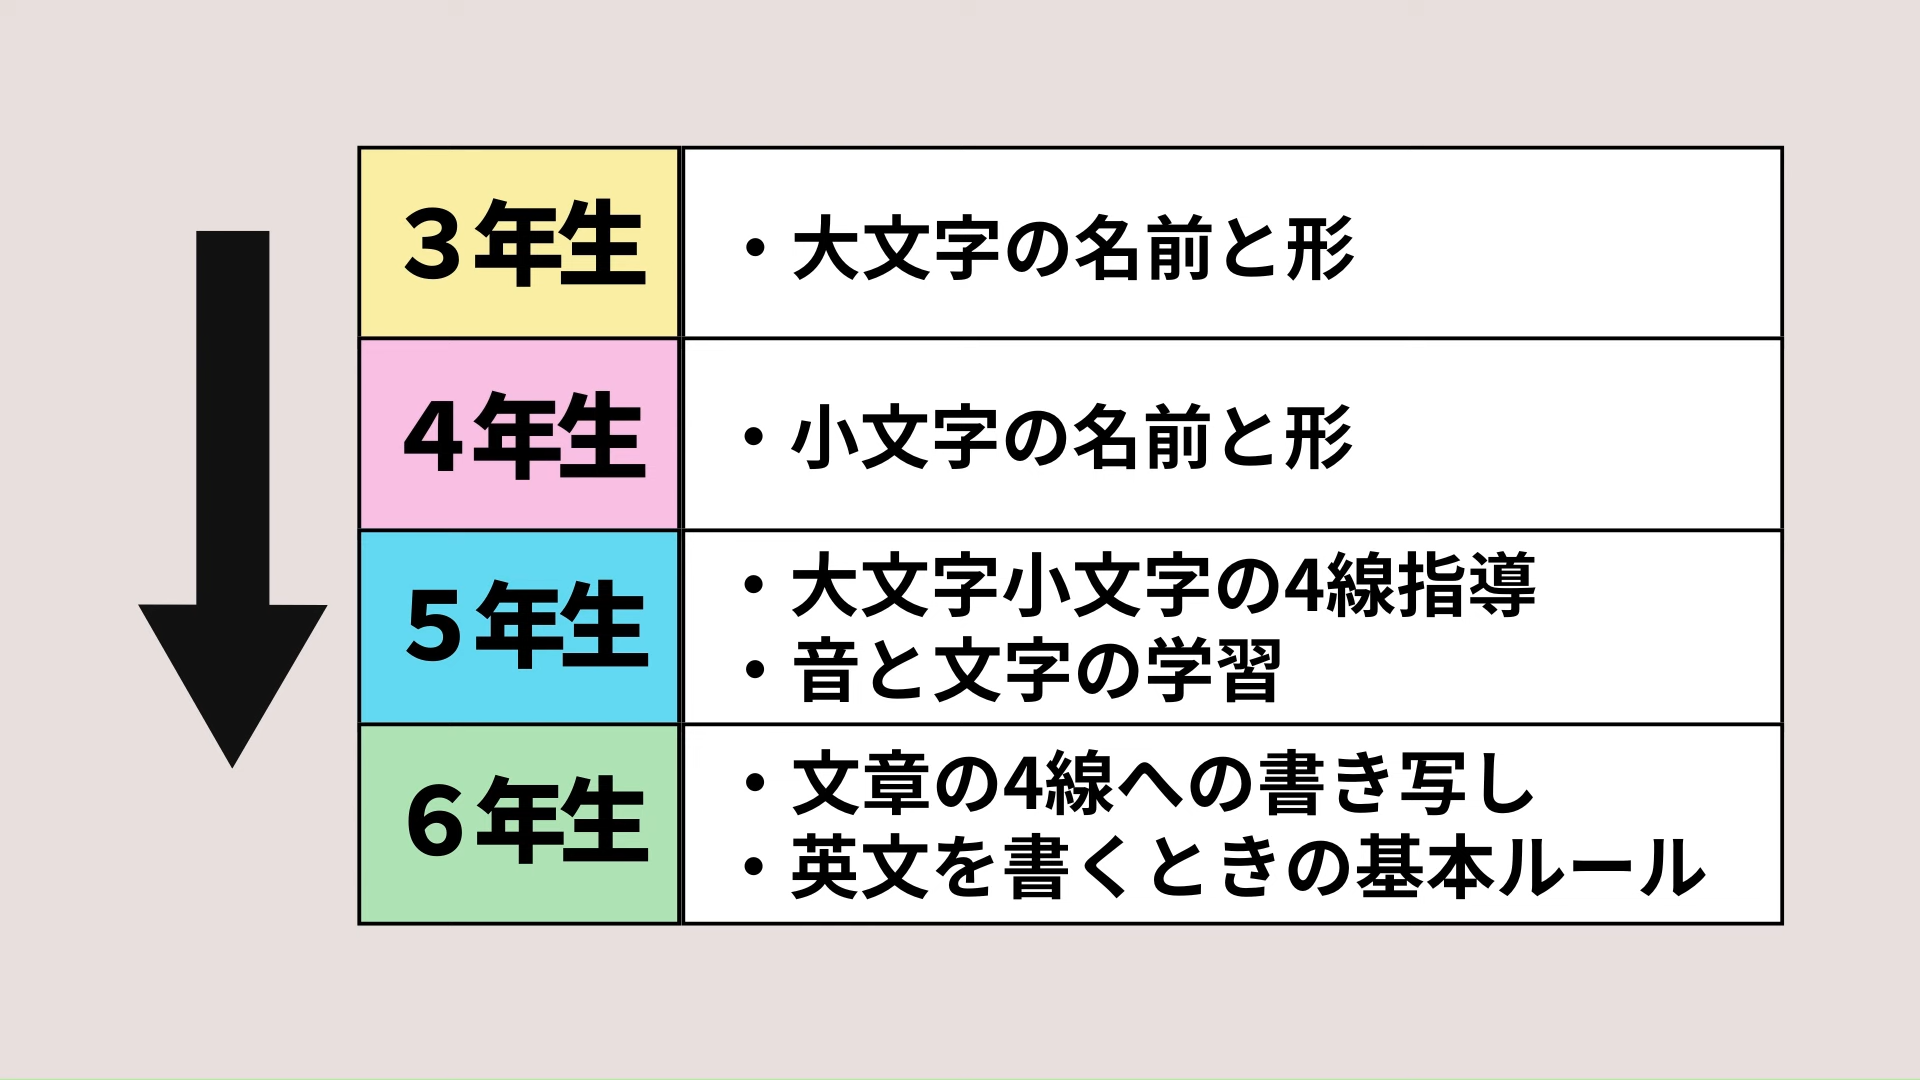 ３年生
・大文字の名前と形
４年生
・小文字の名前と形
５年生
・大文字小文字の4線指導
・音と文字の学習
６年生
・文章の4線への書き写し
・英文を書くときの基本ルール